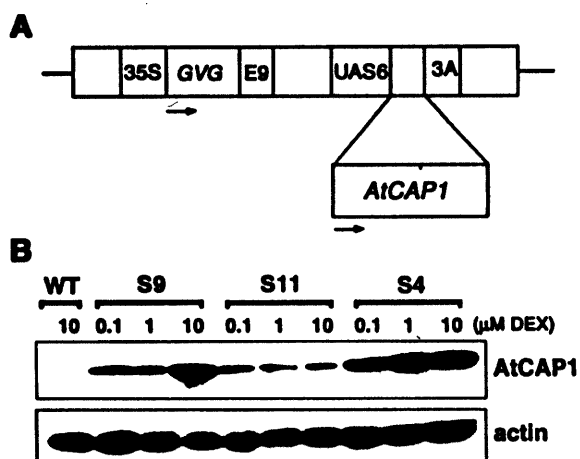 A
35S GVG E9 UAS6 3A
AtCAP1
B
WT S9 S11 S4
10 0.1 1 10 0.1 1 10 0.1 1 10 (µM DEX)
AtCAP1
actin